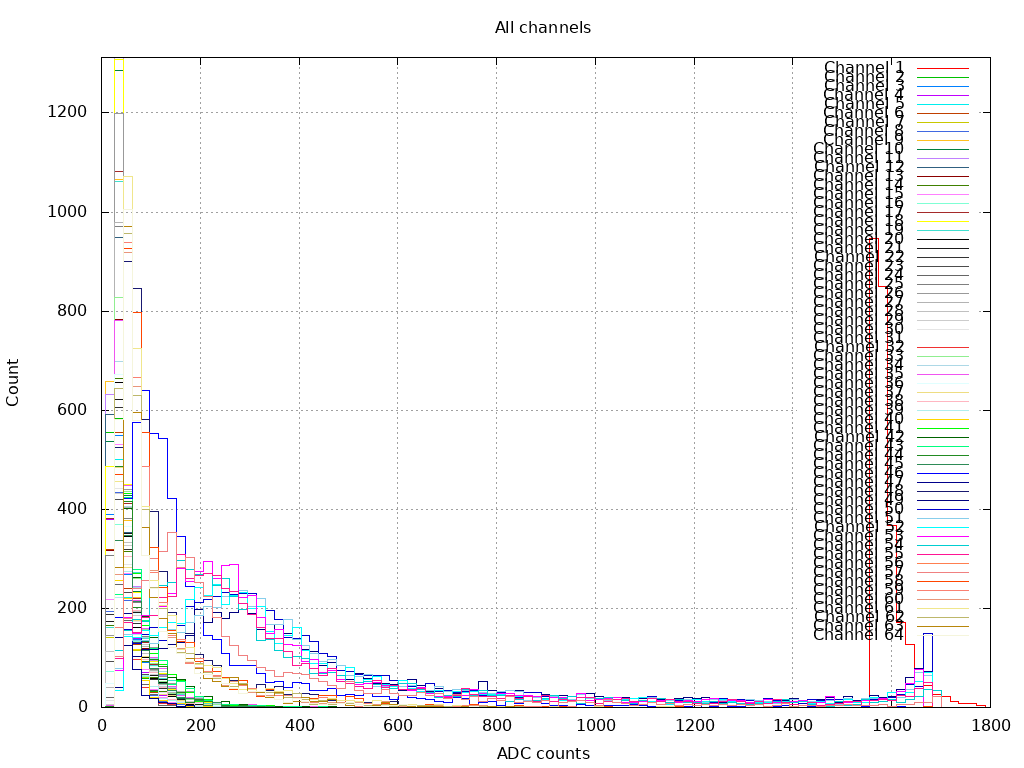 All channels
Count
1200
1000
800
600
400
200
0
0 200 400 600 800 1000 1200 1400 1600 1800
ADC counts
Channel 1
Channel 2
Channel 3
Channel 4
Channel 5
Channel 6
Channel 7
Channel 8
Channel 9
Channel 10
Channel 11
Channel 12
Channel 13
Channel 14
Channel 15
Channel 16
Channel 17
Channel 18
Channel 19
Channel 20
Channel 21
Channel 22
Channel 23
Channel 24
Channel 25
Channel 26
Channel 27
Channel 28
Channel 29
Channel 30
Channel 31
Channel 32
Channel 33
Channel 34
Channel 35
Channel 36
Channel 37
Channel 38
Channel 39
Channel 40
Channel 41
Channel 42
Channel 43
Channel 44
Channel 45
Channel 46
Channel 47
Channel 48
Channel 49
Channel 50
Channel 51
Channel 52
Channel 53
Channel 54
Channel 55
Channel 56
Channel 57
Channel 58
Channel 59
Channel 60
Channel 61
Channel 62
Channel 63
Channel 64